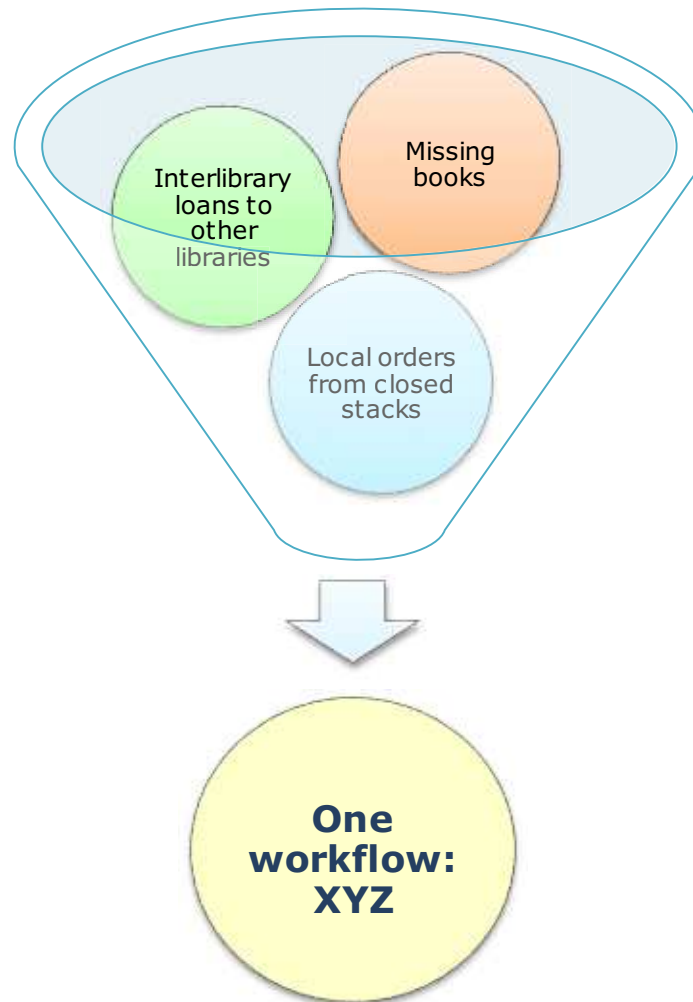 Missing
books
Interlibrary
loans to
other
libraries
Local orders
from closed
stacks
One
workflow:
XYZ